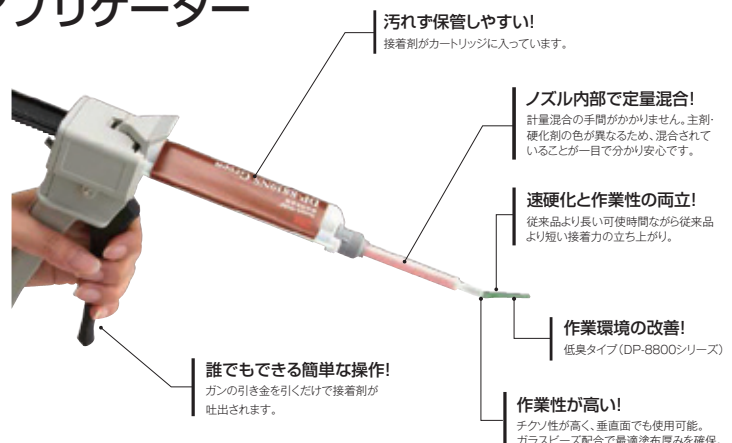 アプリケーター
汚れず保管しやすい!
接着剤がカートリッジに入っています。
ノズル内部で定量混合!
計量混合の手間がかかりません。主剤・
硬化剤の色が異なるため、混合されて
いることが一目で分かり安心です。
速硬化と作業性の両立!
従来品より長い可使時間ながら従来品
より短い接着力の立ち上がり。
作業環境の改善!
低臭タイプ(DP-8800シリーズ)
誰でもできる簡単な操作!
ガンの引き金を引くだけで接着剤が
吐出されます。
作業性が高い!
チクソ性が高く、垂直面でも使用可能。
ガラスビーズ配合で最適塗布厚みを確保。